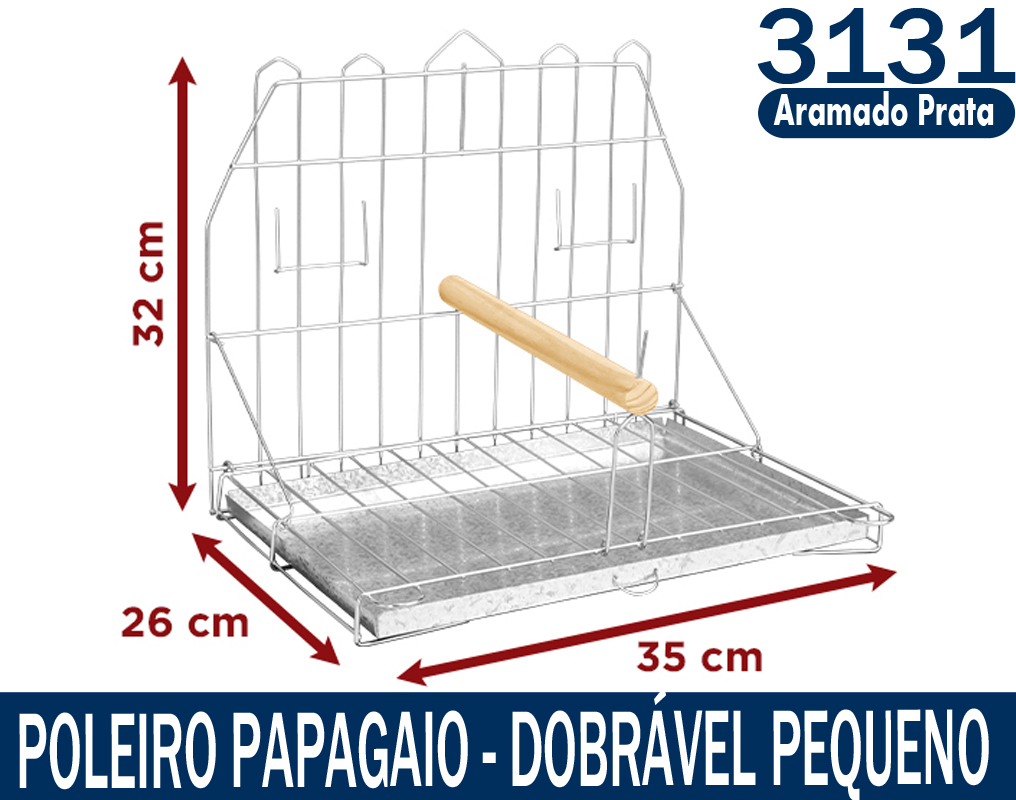 3131
Aramado Prata
32 cm
26 cm
35 cm
POLEIRO PAPAGAIO - DOBRÁVEL PEQUENO